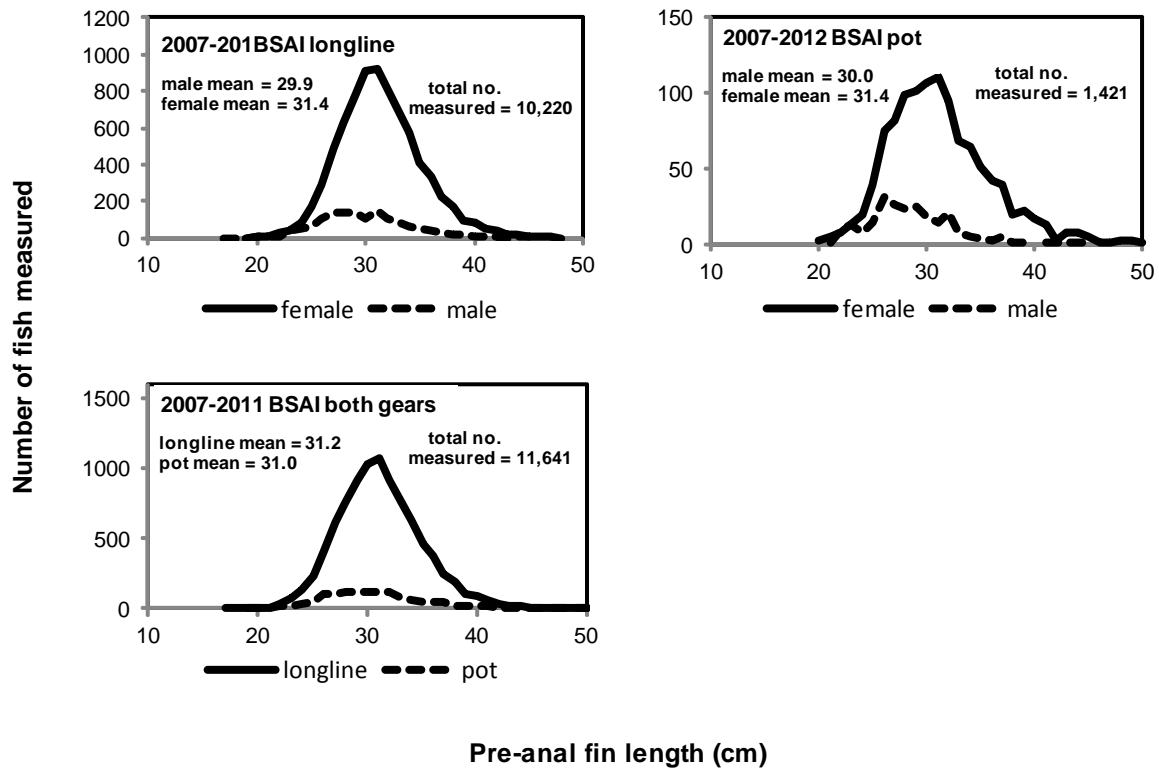 Number of fish measured
1200
1000
800
600
400
200
0
2007-201BSAI longline
male mean = 29.9
female mean = 31.4
total no.
measured = 10,220
10 20 30 40 50
female male
150
100
50
0
2007-2012 BSAI pot
male mean = 30.0
female mean = 31.4
total no.
measured = 1,421
10 20 30 40 50
female male
1500
1000
500
0
2007-2011 BSAI both gears
longline mean = 31.2
pot mean = 31.0
total no.
measured = 11,641
10 20 30 40 50
longline pot
Pre-anal fin length (cm)